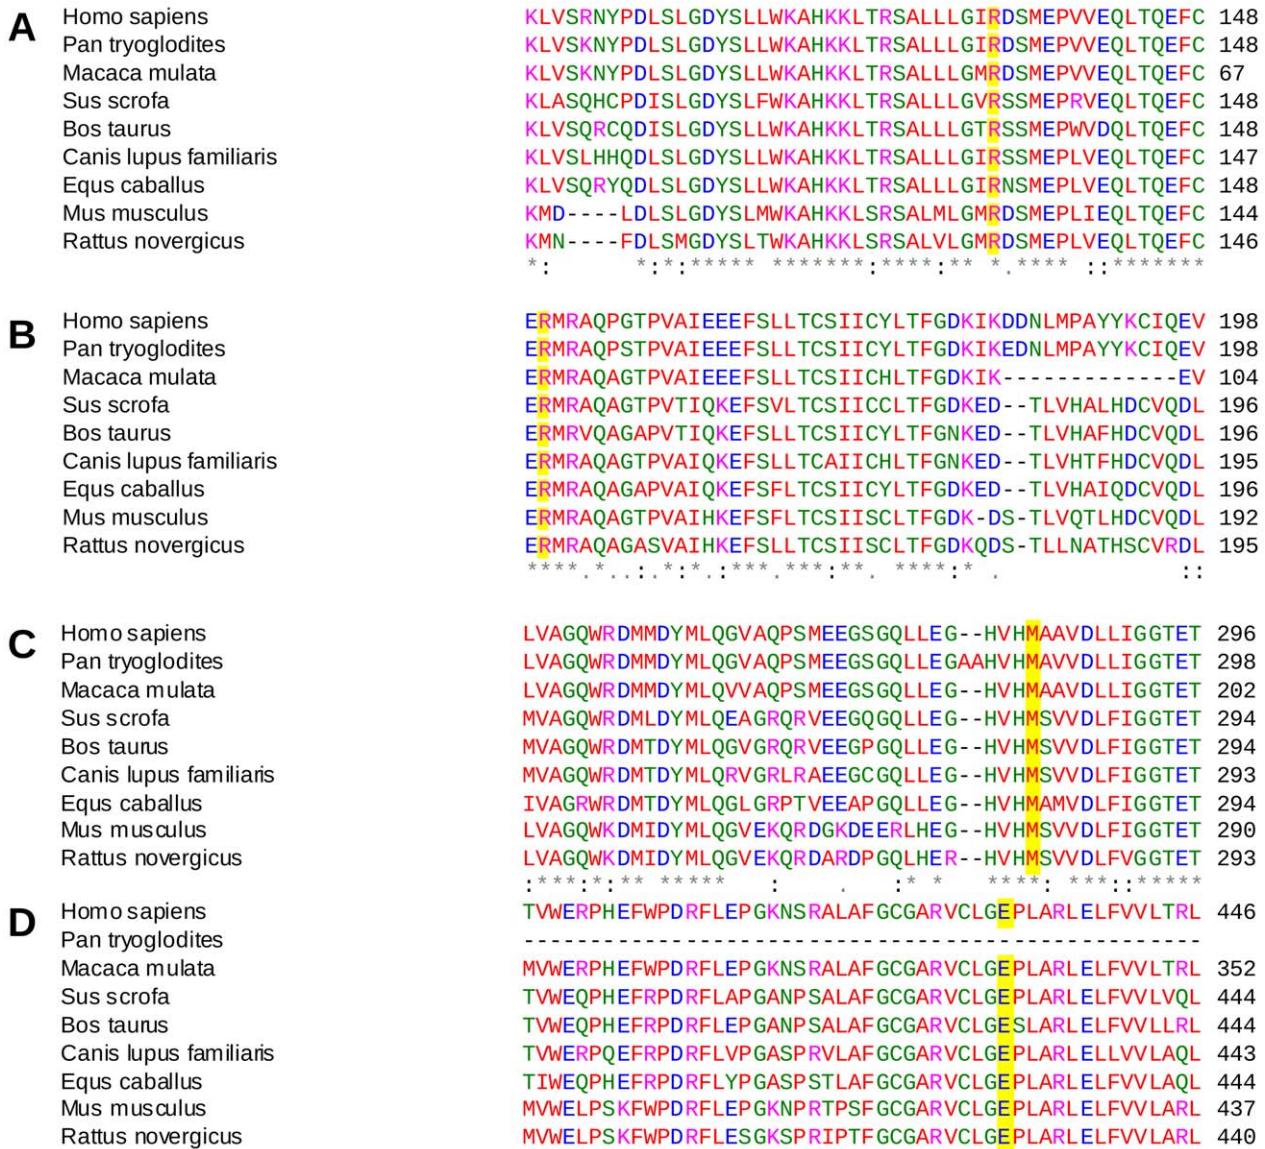 A
Homo sapiens KLVSRNYPDLSLGDYSLLWKAHKKLTRSALLLGIRDSMEPVVEQLTQEFC 148
Pan tryoglodites KLVSKNYPDLSLGDYSLLWKAHKKLTRSALLLGIRDSMEPVVEQLTQEFC 148
Macaca mulata KLVSKNYPDLSLGDYSLLWKAHKKLTRSALLLGMRDSMEPVVEQLTQEFC 67
Sus scrofa KLASQHCPDISLGDYSLFWKAHKKLTRSALLLGVRSSMEPRVEQLTQEFC 148
Bos taurus KLVSQRCQDISLGDYSLLWKAHKKLTRSALLLGTRSSMEPWVDQLTQEFC 148
Canis lupus familiaris KLVSLHHQDLSLGDYSLLWKAHKKLTRSALLLGIRSSMEPLVEQLTQEFC 147
Equs caballus KLVSQRYQDLSLGDYSLLWKAHKKLTRSALLLGIRNSMEPLVEQLTQEFC 148
Mus musculus KMD----LDLSLGDYSLMWKAHKKLSRSALMLGMRDSMEPLIEQLTQEFC 144
Rattus novergicus KMN----FDLSMGDYSLTWKAHKKLSRSALVLGMRDSMEPLVEQLTQEFC 146
*:      *:*:***** *******:****:** *.**** ::*******
B
Homo sapiens ERMRAQPGTPVAIEEEFSLLTCSIICYLTFGDKIKDDNLMPAYYKCIQEV 198
Pan tryoglodites ERMRAQPSTPVAIEEEFSLLTCSIICYLTFGDKIKEDNLMPAYYKCIQEV 198
Macaca mulata ERMRAQAGTPVAIEEEFSLLTCSIICHLTFGDKIK-------------EV 104
Sus scrofa ERMRAQAGTPVTIQKEFSVLTCSIICCLTFGDKED--TLVHALHDCVQDL 196
Bos taurus ERMRVQAGAPVTIQKEFSLLTCSIICYLTFGNKED--TLVHAFHDCVQDL 196
Canis lupus familiaris ERMRAQAGTPVAIQKEFSLLTCAIICHLTFGNKED--TLVHTFHDCVQDL 195
Equs caballus ERMRAQAGAPVAIQKEFSFLTCSIICYLTFGDKED--TLVHAIQDCVQDL 196
Mus musculus ERMRAQAGTPVAIHKEFSFLTCSIISCLTFGDK-DS-TLVQTLHDCVQDL 192
Rattus novergicus ERMRAQAGASVAIHKEFSLLTCSIISCLTFGDKQDS-TLLNATHSCVRDL 195
****.*..:.*:*.:***.***:**. ****:* .              ::
C
Homo sapiens LVAGQWRDMMDYMLQGVAQPSMEEGSGQLLEG--HVHMAAVDLLIGGTET 296
Pan tryoglodites LVAGQWRDMMDYMLQGVAQPSMEEGSGQLLEGAAHVHMAVVDLLIGGTET 298
Macaca mulata LVAGQWRDMMDYMLQVVAQPSMEEGSGQLLEG--HVHMAAVDLLIGGTET 202
Sus scrofa MVAGQWRDMLDYMLQEAGRQRVEEGQGQLLEG--HVHMSVVDLFIGGTET 294
Bos taurus MVAGQWRDMTDYMLQGVGRQRVEEGPGQLLEG--HVHMSVVDLFIGGTET 294
Canis lupus familiaris MVAGQWRDMTDYMLQRVGRLRAEEGCGQLLEG--HVHMSVVDLFIGGTET 293
Equs caballus IVAGRWRDMTDYMLQGLGRPTVEEAPGQLLEG--HVHMAMVDLFIGGTET 294
Mus musculus LVAGQWKDMIDYMLQGVEKQRDGKDEERLHEG--HVHMSVVDLFIGGTET 290
Rattus novergicus LVAGQWKDMIDYMLQGVEKQRDARDPGQLHER--HVHMSVVDLFVGGTET 293
:***:*:** *****   :    .   :* *   ****: ***::*****
D
Homo sapiens TVWERPHEFWPDRFLEPGKNSRALAFGCGARVCLGEPLARLELFVVLTRL 446
Pan tryoglodites --------------------------------------------------
Macaca mulata MVWERPHEFWPDRFLEPGKNSRALAFGCGARVCLGEPLARLELFVVLTRL 352
Sus scrofa TVWEQPHEFRPDRFLAPGANPSALAFGCGARVCLGEPLARLELFVVLVQL 444
Bos taurus TVWEQPHEFRPDRFLEPGANPSALAFGCGARVCLGESLARLELFVVLLRL 444
Canis lupus familiaris TVWERPQEFRPDRFLVPGASPRVLAFGCGARVCLGEPLARLELLVVLAQL 443
Equus caballus TIWEQPHEFRPDRFLYPGASPSTLAFGCGARVCLGEPLARLELFVVLAQL 444
Mus musculus MVWELPSKFWPDRFLEPGKNPRTPSFGCGARVCLGEPLARLELFVVLARL 437
Rattus novergicus MVWELPSKFWPDRFLESGKSPRIPTFGCGARVCLGEPLARLELFVVLARL 440